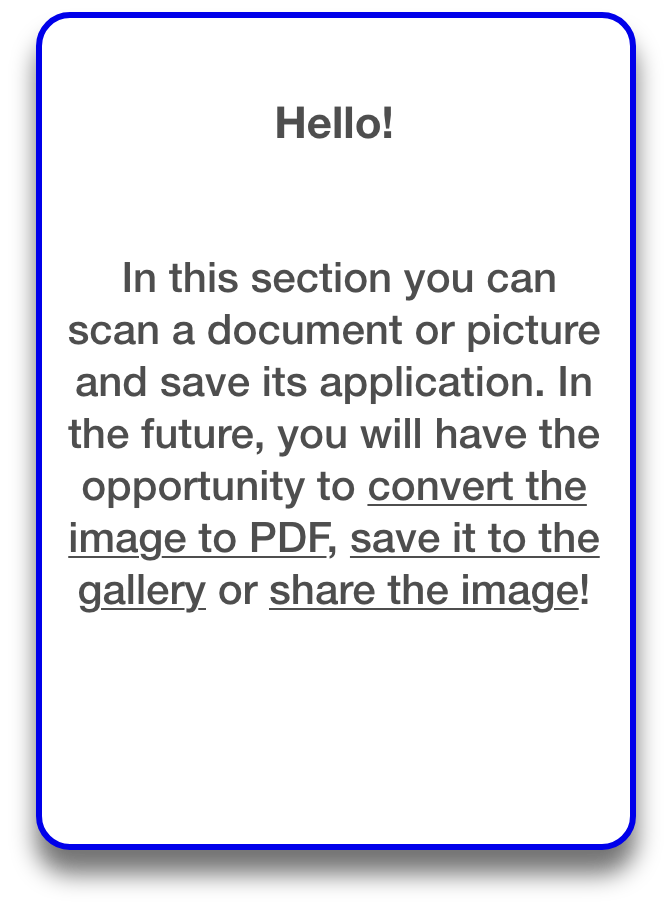 Hello!
In this section you can
scan a document or picture
and save its application. In
the future, you will have the
opportunity to convert the
image to PDF, save it to the
gallery or share the image!